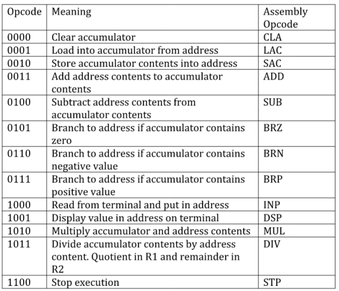 Opcode Meaning Assembly Opcode
0000 Clear accumulator CLA
0001 Load into accumulator from address LAC
0010 Store accumulator contents into address SAC
0011 Add address contents to accumulator ADD
contents
0100 Subtract address contents from SUB
accumulator contents
0101 Branch to address if accumulator contains BRZ
zero
0110 Branch to address if accumulator contains BRN
negative value
0111 Branch to address if accumulator contains BRP
positive value
1000 Read from terminal and put in address INP
1001 Display value in address on terminal DSP
1010 Multiply accumulator and address contents MUL
1011 Divide accumulator contents by address DIV
content. Quotient in R1 and remainder in
R2
1100 Stop execution STP